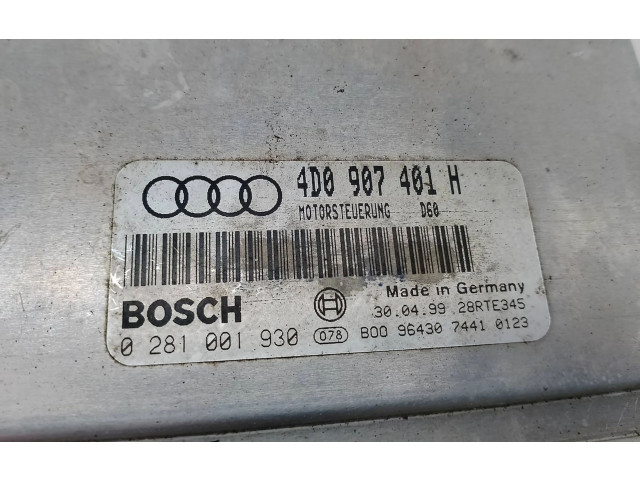 4D0 907 401 H
MOTORSTEUERUNG D60
Made in Germany
BOSCH 30.04.99 28RTE345
0 281 001 930 078 B00 96430 7441 0123